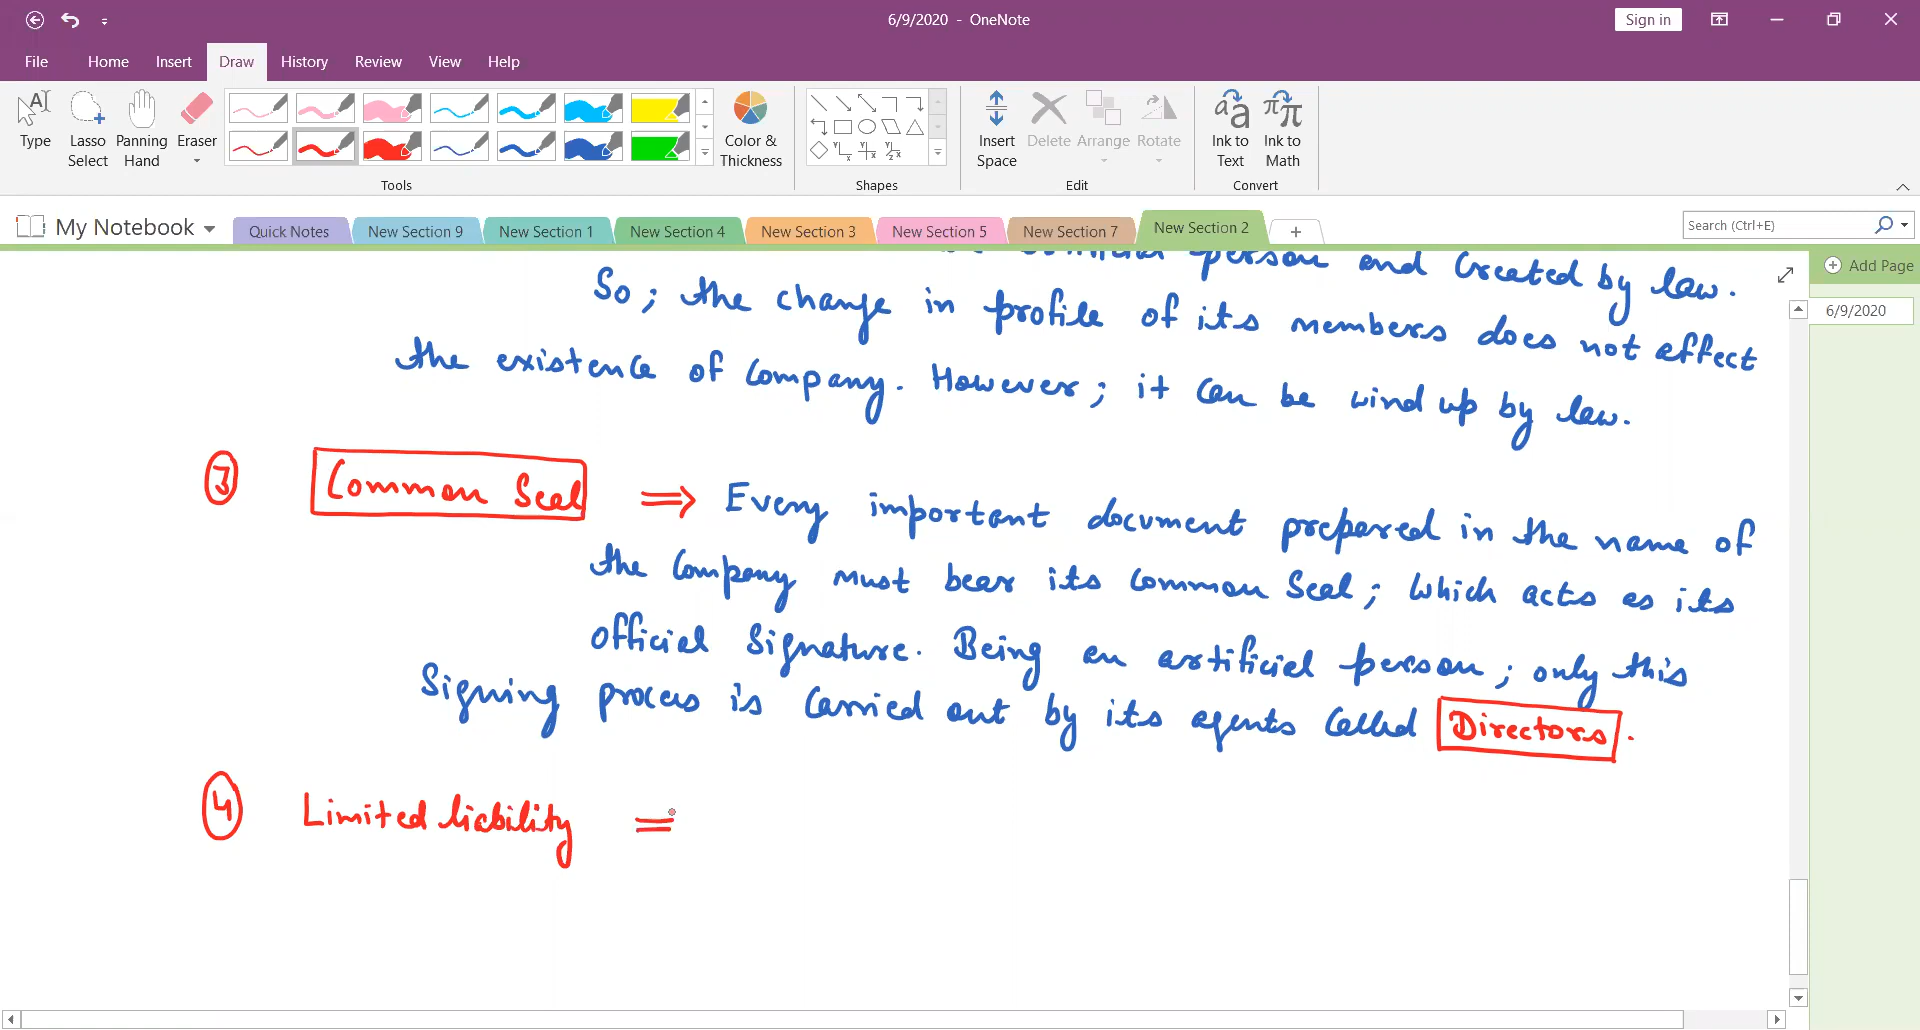 6/9/2020 - OneNote
Sign in
File Home Insert Draw History Review View Help
Type
Lasso Select
Panning Hand
Eraser
Color & Thickness
Insert Space
Delete
Arrange
Rotate
Ink to Text
Ink to Math
Tools Shapes Edit Convert
My Notebook
Quick Notes New Section 9 New Section 1 New Section 4 New Section 3 New Section 5 New Section 7 New Section 2 +
Search (Ctrl+E)
Add Page
6/9/2020
person and Created by law.
So; the change in profile of its members does not affect
the existence of Company. However; it can be wind up by law.
③ Common Seal ⇒ Every important document prepared in the name of
the Company must bear its Common Seal; Which acts as its
official Signature. Being an artificial person; only this
Signing process is Carried out by its agents Called Directors.
④ Limited liability =